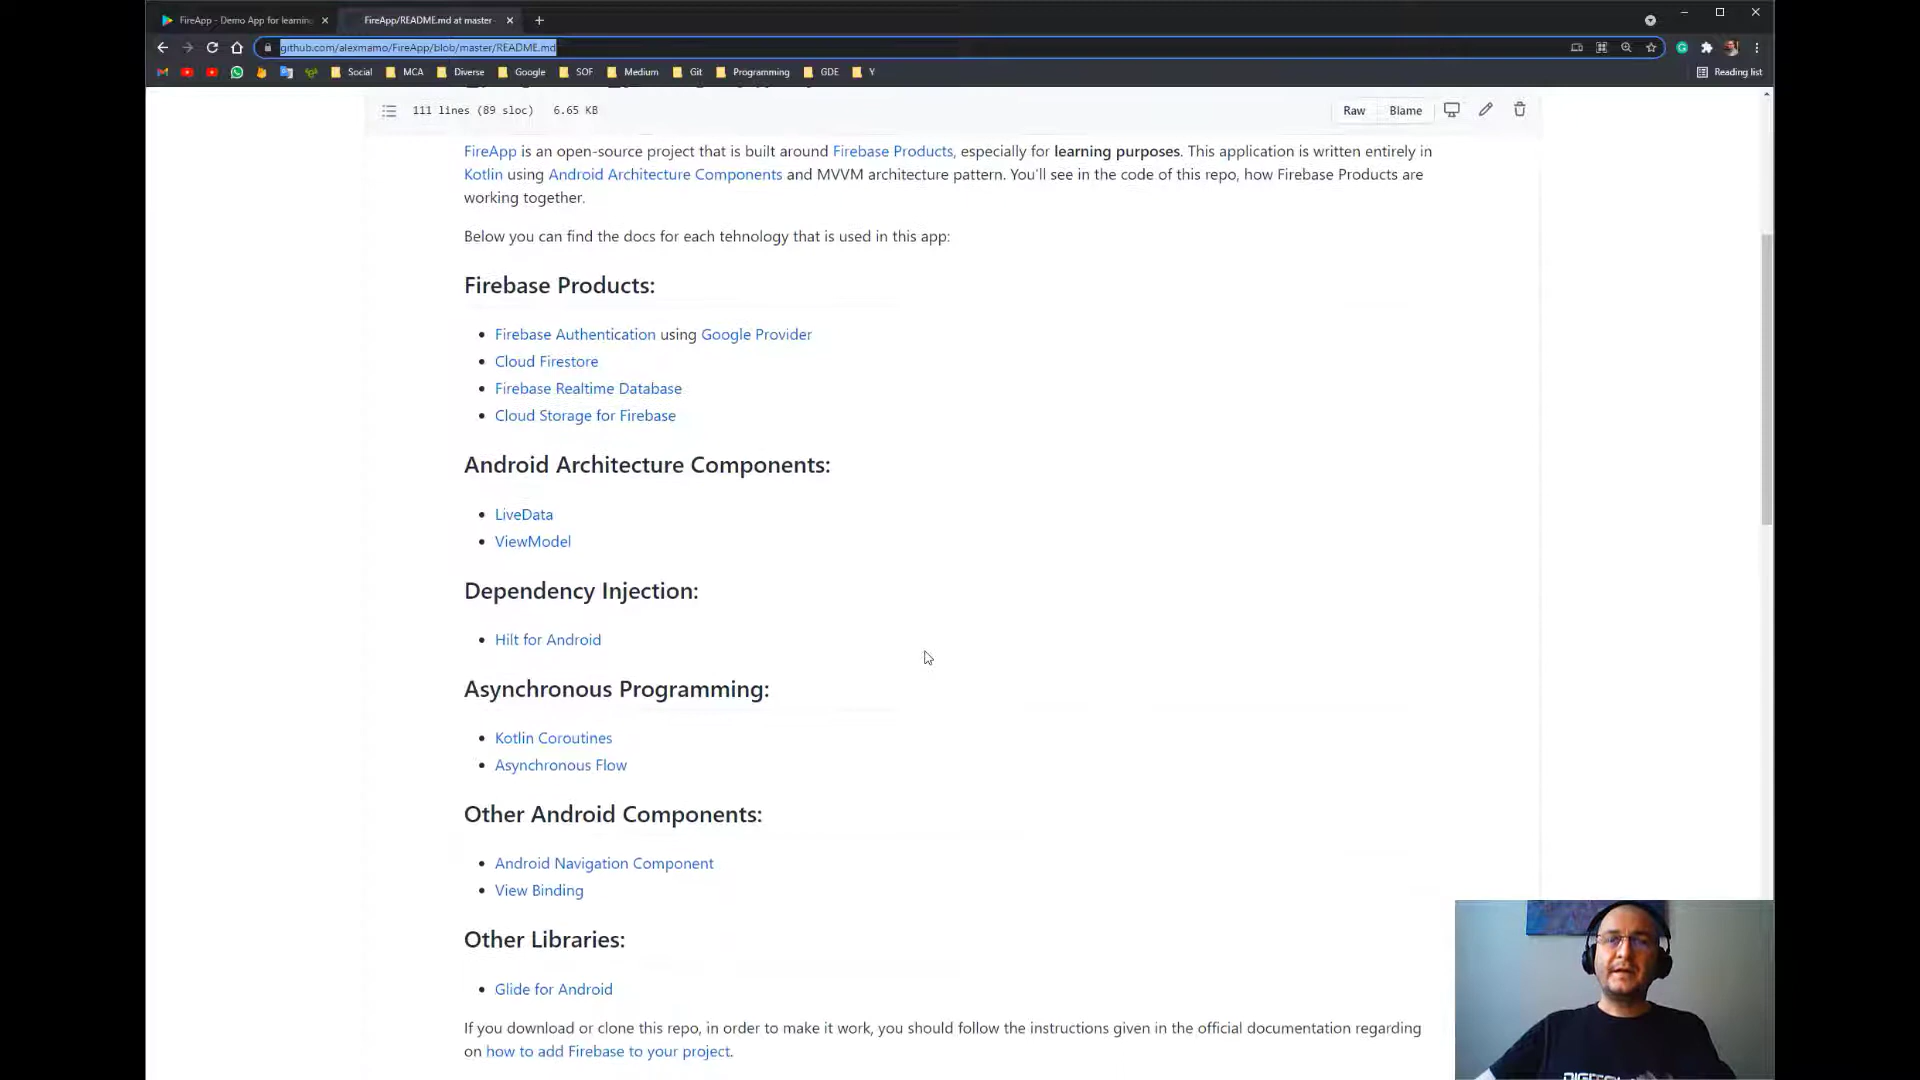 FireApp - Demo App for learning
FireApp/README.md at master
github.com/alexmamo/FireApp/blob/master/README.md
Social MCA Diverse Google SOF Medium Git Programming GDE Y Reading list
111 lines (89 sloc) 6.65 KB Raw Blame
FireApp is an open-source project that is built around Firebase Products, especially for learning purposes. This application is written entirely in
Kotlin using Android Architecture Components and MVVM architecture pattern. You'll see in the code of this repo, how Firebase Products are
working together.
Below you can find the docs for each tehnology that is used in this app:
Firebase Products:
• Firebase Authentication using Google Provider
• Cloud Firestore
• Firebase Realtime Database
• Cloud Storage for Firebase
Android Architecture Components:
• LiveData
• ViewModel
Dependency Injection:
• Hilt for Android
Asynchronous Programming:
• Kotlin Coroutines
• Asynchronous Flow
Other Android Components:
• Android Navigation Component
• View Binding
Other Libraries:
• Glide for Android
If you download or clone this repo, in order to make it work, you should follow the instructions given in the official documentation regarding
on how to add Firebase to your project.